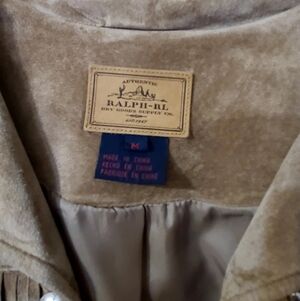 AUTHENTIC
RALPH-RL
DRY GOODS SUPPLY CO.
M
MADE IN CHINA
HECHO EN CHINA
FABRIQUE EN CHINE